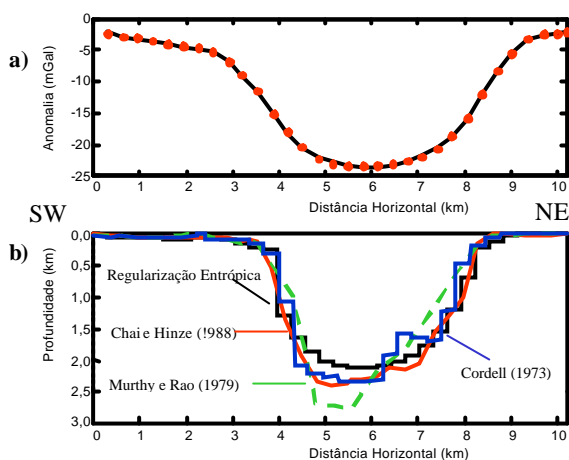 a)
Anomalia (mGal)
0
-5
-10
-15
-20
-25
0 1 2 3 4 5 6 7 8 9 10
SW
Distância Horizontal (km)
NE
b)
Profundidade (km)
0.0
0,5
1,0
1,5
2.0
2.5
3,0
Regularização Entrópica
Chai e Hinze (!988)
Murthy e Rao (1979)
Cordell (1973)
0 1 2 3 4 5 6 7 8 9 10
Distância Horizontal (km)